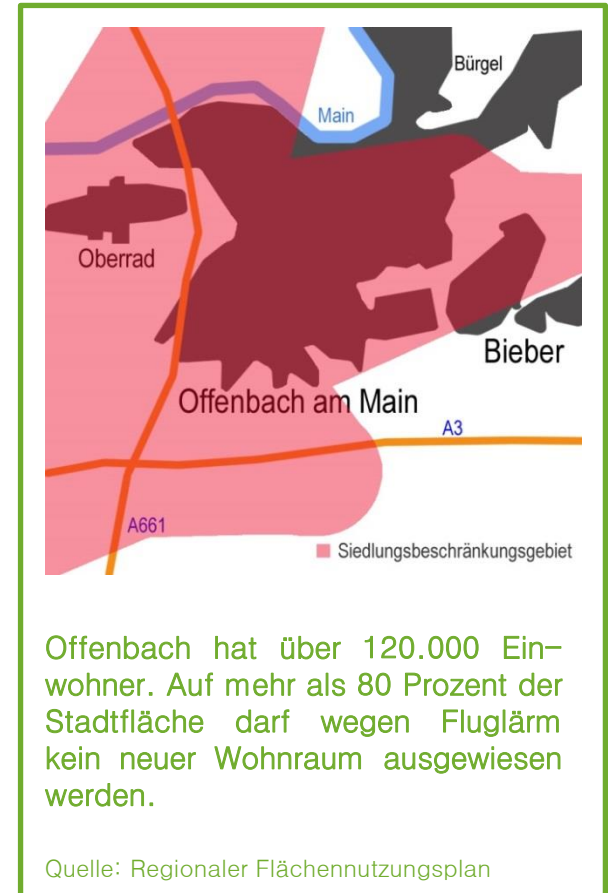 Bürgel
Main
Oberrad
Bieber
Offenbach am Main
A3
A661
Siedlungsbeschränkungsgebiet
Offenbach hat über 120.000 Ein-
wohner. Auf mehr als 80 Prozent der
Stadtfläche darf wegen Fluglärm
kein neuer Wohnraum ausgewiesen
werden.
Quelle: Regionaler Flächennutzungsplan